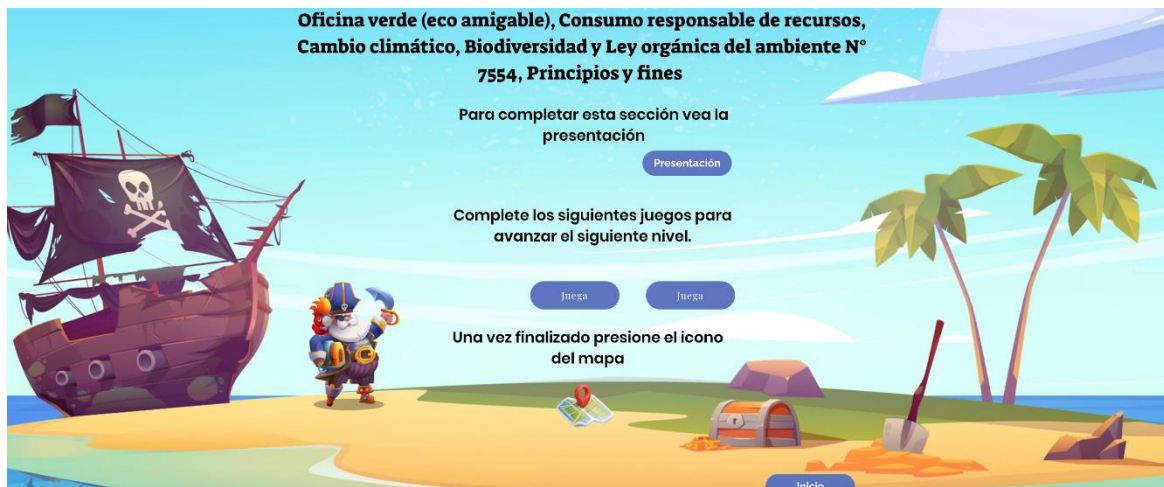 Oficina verde (eco amigable), Consumo responsable de recursos,
Cambio climático, Biodiversidad y Ley orgánica del ambiente N°
7554, Principios y fines
Para completar esta sección vea la
presentación
Presentación
Complete los siguientes juegos para
avanzar el siguiente nivel.
Juega Juega
Una vez finalizado presione el icono
del mapa
Inicio